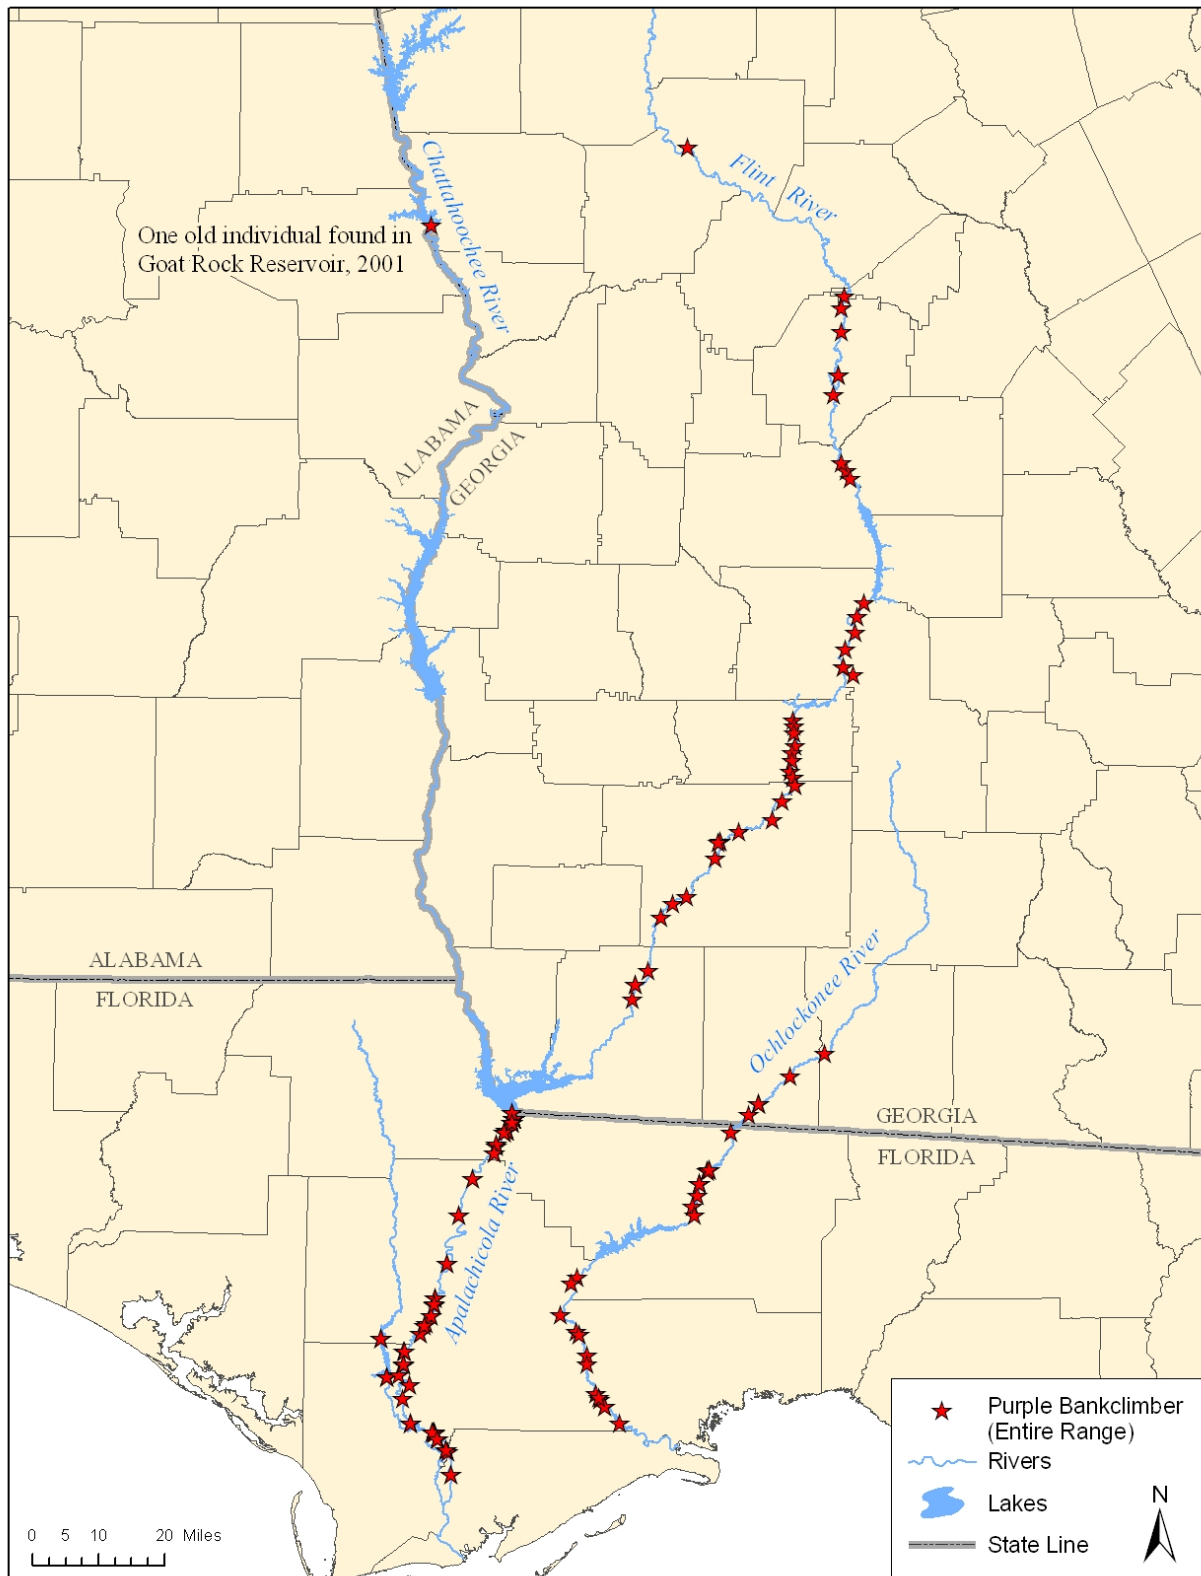 Chattahoochee River
Flint River
One old individual found in
Goat Rock Reservoir, 2001
ALABAMA
GEORGIA
ALABAMA
FLORIDA
Ochlockonee River
GEORGIA
FLORIDA
Apalachicola River
Purple Bankclimber
(Entire Range)
Rivers
Lakes
State Line
N
0 5 10 20 Miles